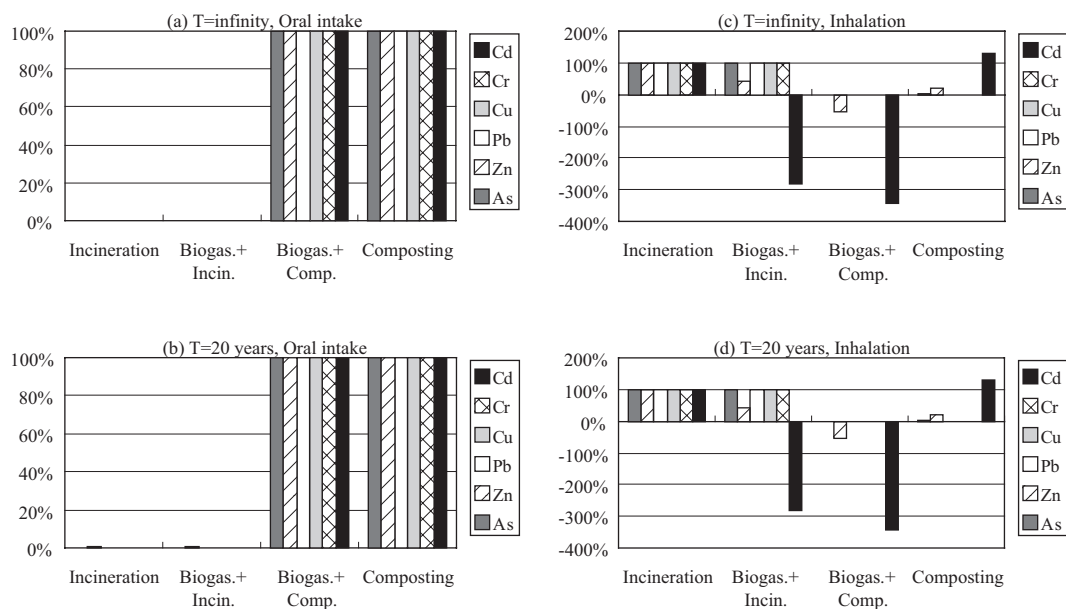 (a) T=infinity, Oral intake
100%
80%
60%
40%
20%
0%
Incineration
Biogas.+
Incin.
Biogas.+
Comp.
Composting
Cd
Cr
Cu
Pb
Zn
As
(c) T=infinity, Inhalation
200%
100%
0%
-100%
-200%
-300%
-400%
Incineration
Biogas.+
Incin.
Biogas.+
Comp.
Composting
Cd
Cr
Cu
Pb
Zn
As
(b) T=20 years, Oral intake
100%
80%
60%
40%
20%
0%
Incineration
Biogas.+
Incin.
Biogas.+
Comp.
Composting
Cd
Cr
Cu
Pb
Zn
As
(d) T=20 years, Inhalation
200%
100%
0%
-100%
-200%
-300%
-400%
Incineration
Biogas.+
Incin.
Biogas.+
Comp.
Composting
Cd
Cr
Cu
Pb
Zn
As